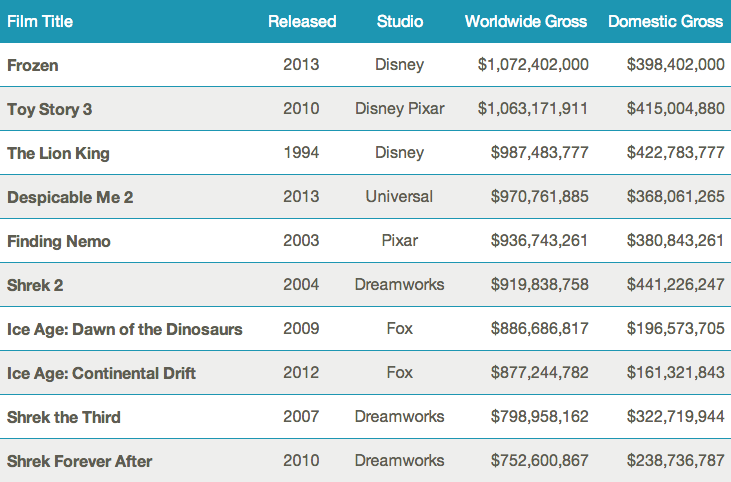 Film Title Released Studio Worldwide Gross Domestic Gross
Frozen 2013 Disney $1,072,402,000 $398,402,000
Toy Story 3 2010 Disney Pixar $1,063,171,911 $415,004,880
The Lion King 1994 Disney $987,483,777 $422,783,777
Despicable Me 2 2013 Universal $970,761,885 $368,061,265
Finding Nemo 2003 Pixar $936,743,261 $380,843,261
Shrek 2 2004 Dreamworks $919,838,758 $441,226,247
Ice Age: Dawn of the Dinosaurs 2009 Fox $886,686,817 $196,573,705
Ice Age: Continental Drift 2012 Fox $877,244,782 $161,321,843
Shrek the Third 2007 Dreamworks $798,958,162 $322,719,944
Shrek Forever After 2010 Dreamworks $752,600,867 $238,736,787